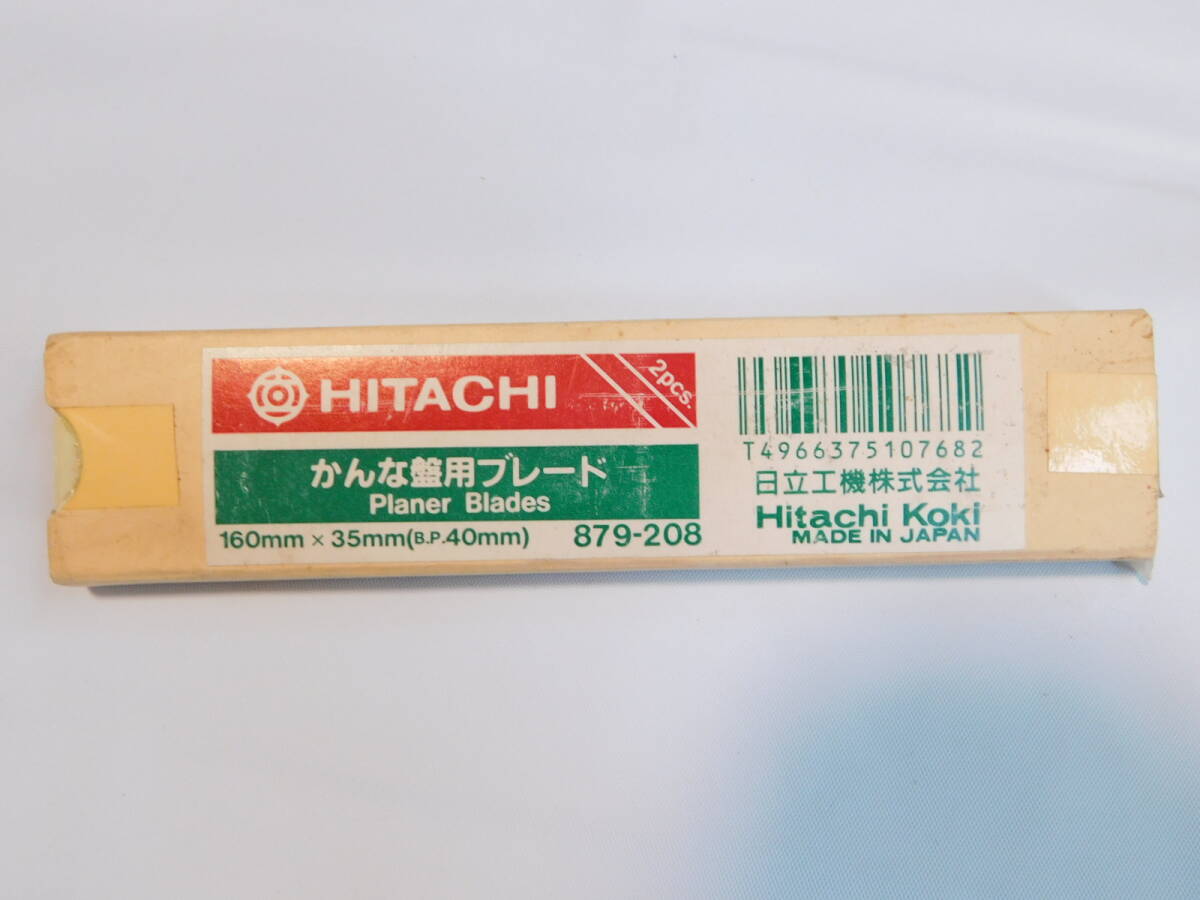 HITACHI
2pcs.
かんな盤用ブレード
Planer Blades
160mm × 35mm(B.P.40mm) 879-208
T4966375107682
日立工機株式会社
Hitachi Koki
MADE IN JAPAN